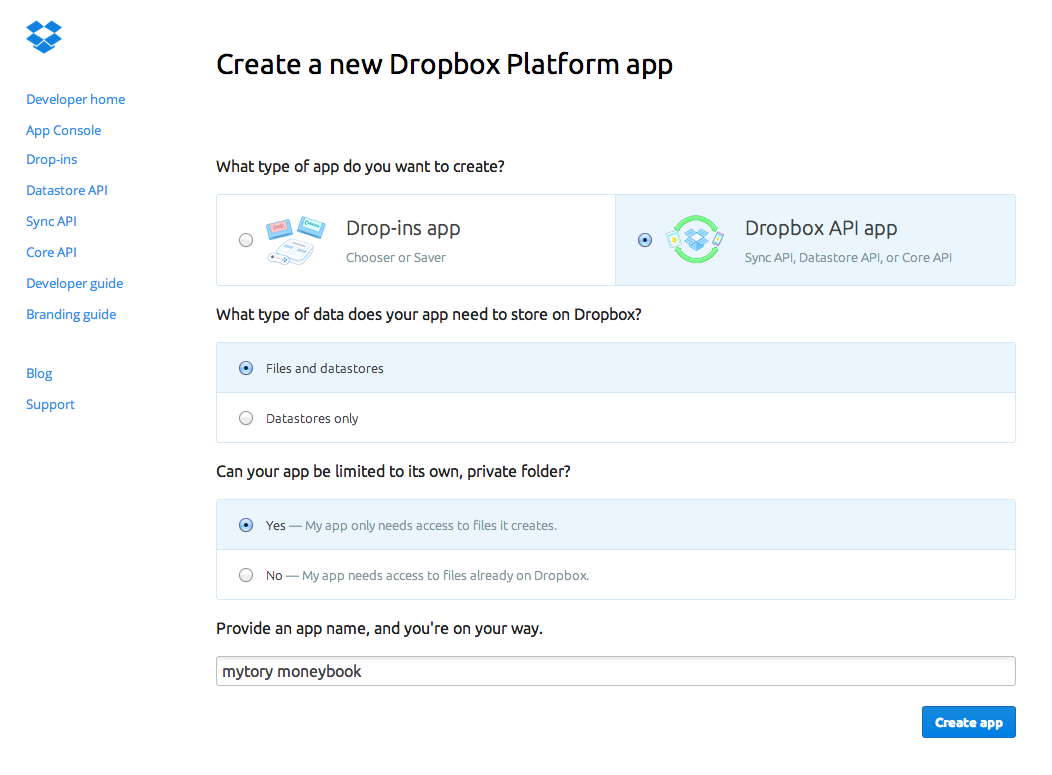 Create a new Dropbox Platform app
Developer home
App Console
Drop-ins
Datastore API
Sync API
Core API
Developer guide
Branding guide
Blog
Support
What type of app do you want to create?
Drop-ins app
Chooser or Saver
Dropbox API app
Sync API, Datastore API, or Core API
What type of data does your app need to store on Dropbox?
Files and datastores
Datastores only
Can your app be limited to its own, private folder?
Yes — My app only needs access to files it creates.
No — My app needs access to files already on Dropbox.
Provide an app name, and you're on your way.
mytory moneybook
Create app